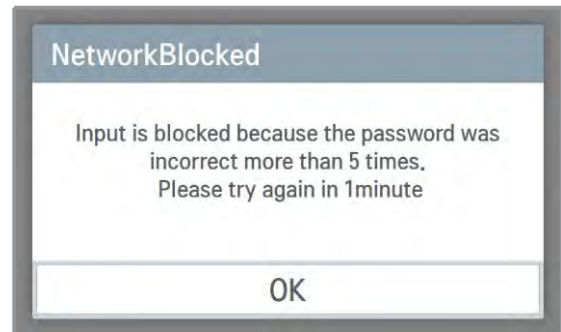 NetworkBlocked
Input is blocked because the password was
incorrect more than 5 times.
Please try again in 1minute
OK